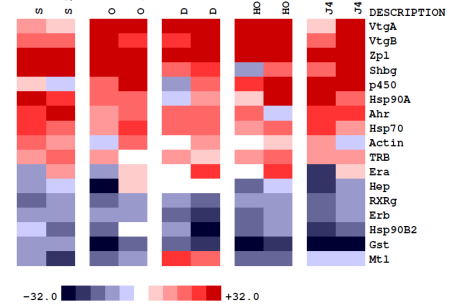 S S O O D D HO HO J4 J4 DESCRIPTION
VtgA
VtgB
Zpl
Shbg
p450
Hsp90A
Ahr
Hsp70
Actin
TRB
Era
Hep
RXRg
Erb
Hsp90B2
Gst
Mtl
-32.0 +32.0